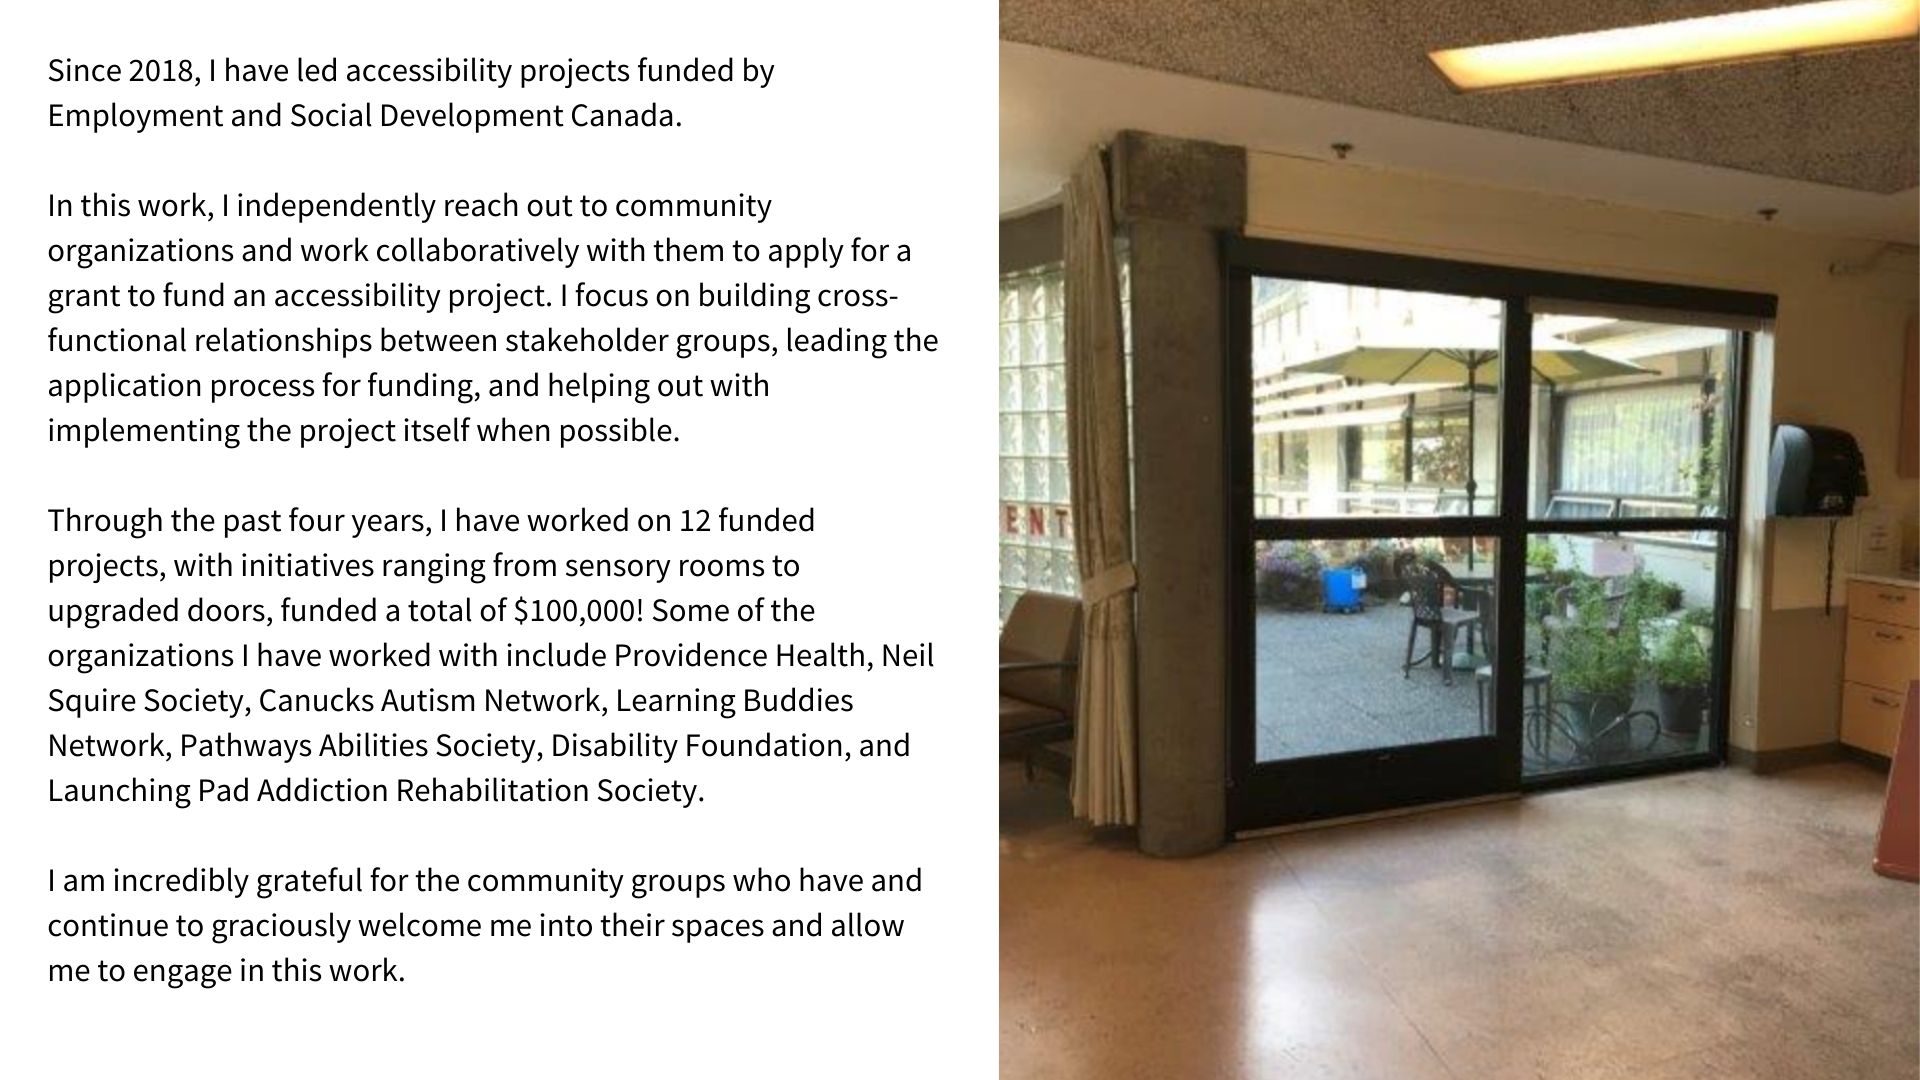 Since 2018, I have led accessibility projects funded by
Employment and Social Development Canada.
In this work, I independently reach out to community
organizations and work collaboratively with them to apply for a
grant to fund an accessibility project. I focus on building cross-
functional relationships between stakeholder groups, leading the
application process for funding, and helping out with
implementing the project itself when possible.
Through the past four years, I have worked on 12 funded
projects, with initiatives ranging from sensory rooms to
upgraded doors, funded a total of $100,000! Some of the
organizations I have worked with include Providence Health, Neil
Squire Society, Canucks Autism Network, Learning Buddies
Network, Pathways Abilities Society, Disability Foundation, and
Launching Pad Addiction Rehabilitation Society.
I am incredibly grateful for the community groups who have and
continue to graciously welcome me into their spaces and allow
me to engage in this work.
ENT